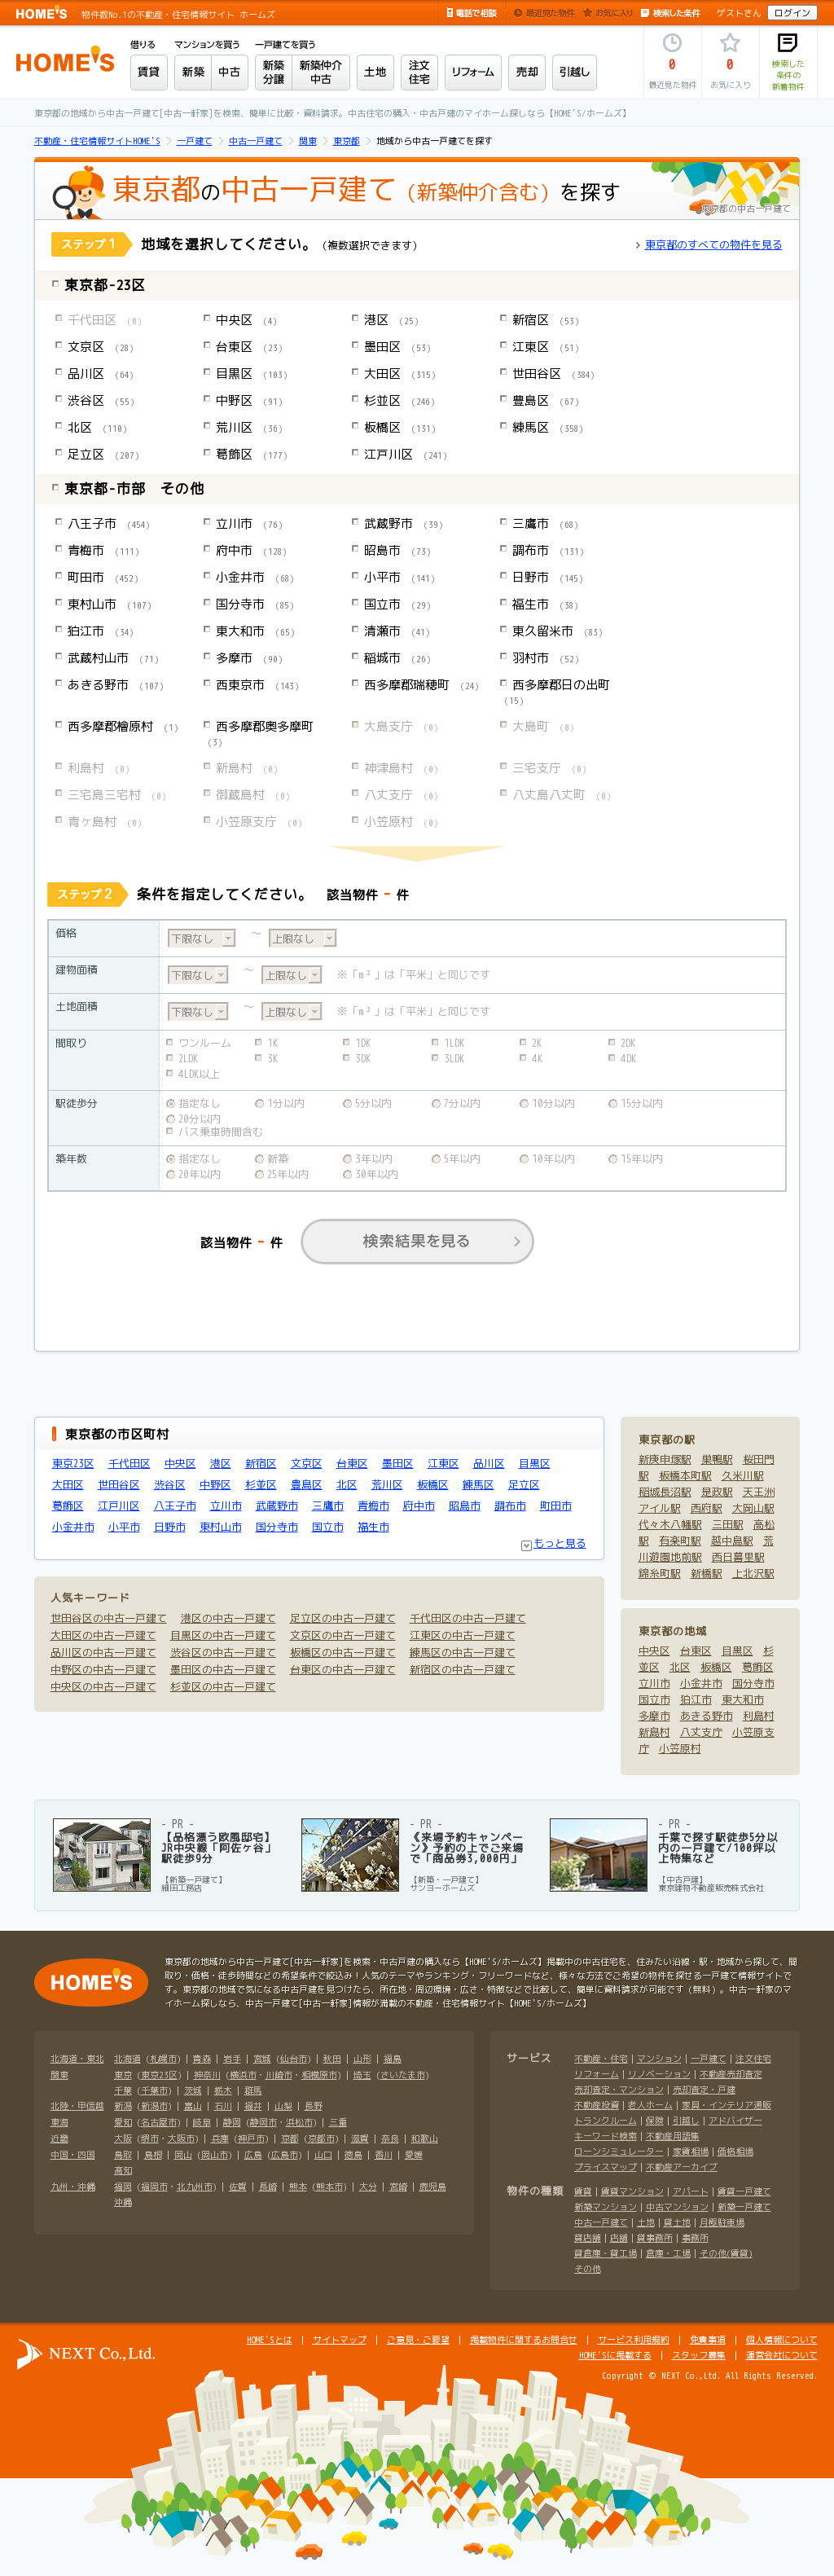 HOME'S 物件数No.1の不動産・住宅情報サイト ホームズ 電話で相談 最近見た物件 お気に入り 検索した条件 ゲストさん ログイン
HOME'S
借りる マンションを買う 一戸建てを買う
賃貸 新築 中古 新築分譲 新築仲介中古 土地 注文住宅 リフォーム 売却 引越し
0 最近見た物件 0 お気に入り 検索した条件の新着物件
東京都の地域から中古一戸建て[中古一軒家]を検索、簡単に比較・資料請求。中古住宅の購入・中古戸建のマイホーム探しなら【HOME'S/ホームズ】
不動産・住宅情報サイトHOME'S > 一戸建て > 中古一戸建て > 関東 > 東京都 > 地域から中古一戸建てを探す
東京都の中古一戸建て（新築仲介含む）を探す
東京都の中古一戸建て
ステップ1 地域を選択してください。（複数選択できます）
東京都のすべての物件を見る
東京都-23区
千代田区 (0) 中央区 (4) 港区 (25) 新宿区 (53)
文京区 (28) 台東区 (23) 墨田区 (53) 江東区 (51)
品川区 (64) 目黒区 (103) 大田区 (315) 世田谷区 (384)
渋谷区 (55) 中野区 (91) 杉並区 (246) 豊島区 (67)
北区 (110) 荒川区 (36) 板橋区 (131) 練馬区 (358)
足立区 (207) 葛飾区 (177) 江戸川区 (241)
東京都-市部 その他
八王子市 (454) 立川市 (76) 武蔵野市 (39) 三鷹市 (68)
青梅市 (111) 府中市 (128) 昭島市 (73) 調布市 (131)
町田市 (452) 小金井市 (68) 小平市 (141) 日野市 (145)
東村山市 (107) 国分寺市 (85) 国立市 (29) 福生市 (38)
狛江市 (34) 東大和市 (65) 清瀬市 (41) 東久留米市 (83)
武蔵村山市 (71) 多摩市 (90) 稲城市 (26) 羽村市 (52)
あきる野市 (107) 西東京市 (143) 西多摩郡瑞穂町 (24) 西多摩郡日の出町 (15)
西多摩郡檜原村 (1) 西多摩郡奥多摩町 (3) 大島支庁 (0) 大島町 (0)
利島村 (0) 新島村 (0) 神津島村 (0) 三宅支庁 (0)
三宅島三宅村 (0) 御蔵島村 (0) 八丈支庁 (0) 八丈島八丈町 (0)
青ヶ島村 (0) 小笠原支庁 (0) 小笠原村 (0)
ステップ2 条件を指定してください。 該当物件 - 件
価格 下限なし ～ 上限なし
建物面積 下限なし ～ 上限なし ※「m²」は「平米」と同じです
土地面積 下限なし ～ 上限なし ※「m²」は「平米」と同じです
間取り ワンルーム 1K 1DK 1LDK 2K 2DK
2LDK 3K 3DK 3LDK 4K 4DK
4LDK以上
駅徒歩分 指定なし 1分以内 5分以内 7分以内 10分以内 15分以内
20分以内
バス乗車時間含む
築年数 指定なし 新築 3年以内 5年以内 10年以内 15年以内
20年以内 25年以内 30年以内
該当物件 - 件 検索結果を見る
東京都の市区町村
東京23区 千代田区 中央区 港区 新宿区 文京区 台東区 墨田区 江東区 品川区 目黒区
大田区 世田谷区 渋谷区 中野区 杉並区 豊島区 北区 荒川区 板橋区 練馬区 足立区
葛飾区 江戸川区 八王子市 立川市 武蔵野市 三鷹市 青梅市 府中市 昭島市 調布市 町田市
小金井市 小平市 日野市 東村山市 国分寺市 国立市 福生市
もっと見る
人気キーワード
世田谷区の中古一戸建て 港区の中古一戸建て 足立区の中古一戸建て 千代田区の中古一戸建て
大田区の中古一戸建て 目黒区の中古一戸建て 文京区の中古一戸建て 江東区の中古一戸建て
品川区の中古一戸建て 渋谷区の中古一戸建て 板橋区の中古一戸建て 練馬区の中古一戸建て
中野区の中古一戸建て 墨田区の中古一戸建て 台東区の中古一戸建て 新宿区の中古一戸建て
中央区の中古一戸建て 杉並区の中古一戸建て
東京都の駅
新庚申塚駅 巣鴨駅 桜田門
駅 板橋本町駅 久米川駅
稲城長沼駅 是政駅 天王洲
アイル駅 西府駅 大岡山駅
代々木八幡駅 三田駅 高松
駅 有楽町駅 越中島駅 荒
川遊園地前駅 西日暮里駅
錦糸町駅 新橋駅 上北沢駅
東京都の地域
中央区 台東区 目黒区 杉
並区 北区 板橋区 葛飾区
立川市 小金井市 国分寺市
国立市 狛江市 東大和市
多摩市 あきる野市 利島村
新島村 八丈支庁 小笠原支
庁 小笠原村
- PR -
【品格漂う欧風邸宅】
JR中央線「阿佐ヶ谷」
駅徒歩9分
【新築一戸建て】
細田工務店
- PR -
《来場予約キャンペー
ン》予約の上でご来場
で「商品券3,000円」
【新築・一戸建て】
サンヨーホームズ
- PR -
千葉で探す駅徒歩5分以
内の一戸建て/100坪以
上特集など
【中古戸建】
東京建物不動産販売株式会社
HOME'S
東京都の地域から中古一戸建て[中古一軒家]を検索・中古戸建の購入なら【HOME'S/ホームズ】掲載中の中古住宅を、住みたい沿線・駅・地域から探して、間
取り・価格・徒歩時間などの希望条件で絞込み！人気のテーマやランキング・フリーワードなど、様々な方法でご希望の物件を探せる一戸建て情報サイトで
す。東京都の地域で気になる中古戸建を見つけたら、所在地・周辺環境・広さ・特徴などで比較して、簡単に資料請求が可能です（無料）。中古一軒家のマ
イホーム探しなら、中古一戸建て[中古一軒家]情報が満載の不動産・住宅情報サイト【HOME'S/ホームズ】
北海道・東北 北海道 (札幌市) | 青森 | 岩手 | 宮城 (仙台市) | 秋田 | 山形 | 福島
関東 東京 (東京23区) | 神奈川 (横浜市・川崎市・相模原市) | 埼玉 (さいたま市)
千葉 (千葉市) | 茨城 | 栃木 | 群馬
北陸・甲信越 新潟 (新潟市) | 富山 | 石川 | 福井 | 山梨 | 長野
東海 愛知 (名古屋市) | 岐阜 | 静岡 (静岡市・浜松市) | 三重
近畿 大阪 (堺市・大阪市) | 兵庫 (神戸市) | 京都 (京都市) | 滋賀 | 奈良 | 和歌山
中国・四国 鳥取 | 島根 | 岡山 (岡山市) | 広島 (広島市) | 山口 | 徳島 | 香川 | 愛媛
高知
九州・沖縄 福岡 (福岡市・北九州市) | 佐賀 | 長崎 | 熊本 (熊本市) | 大分 | 宮崎 | 鹿児島
沖縄
サービス 不動産・住宅 | マンション | 一戸建て | 注文住宅
リフォーム | リノベーション | 不動産売却査定
売却査定・マンション | 売却査定・戸建
不動産投資 | 老人ホーム | 家具・インテリア通販
トランクルーム | 保険 | 引越し | アドバイザー
キーワード検索 | 不動産用語集
ローンシミュレーター | 家賃相場 | 価格相場
プライスマップ | 不動産アーカイブ
物件の種類 賃貸 | 賃貸マンション | アパート | 賃貸一戸建て
新築マンション | 中古マンション | 新築一戸建て
中古一戸建て | 土地 | 貸土地 | 月極駐車場
貸店舗 | 店舗 | 貸事務所 | 事務所
貸倉庫・貸工場 | 倉庫・工場 | その他(賃貸)
その他
NEXT Co.,Ltd.
HOME'Sとは | サイトマップ | ご意見・ご要望 | 掲載物件に関するお問合せ | サービス利用規約 | 免責事項 | 個人情報について
HOME'Sに掲載する | スタッフ募集 | 運営会社について
Copyright © NEXT Co.,Ltd. All Rights Reserved.